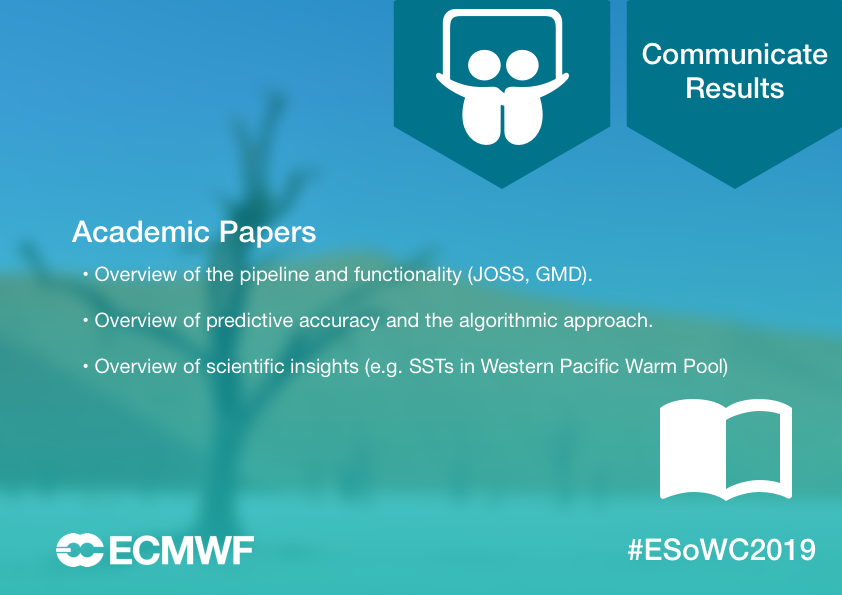 Communicate
Results
Academic Papers
• Overview of the pipeline and functionality (JOSS, GMD).
• Overview of predictive accuracy and the algorithmic approach.
• Overview of scientific insights (e.g. SSTs in Western Pacific Warm Pool)
ECMWF
#ESoWC2019